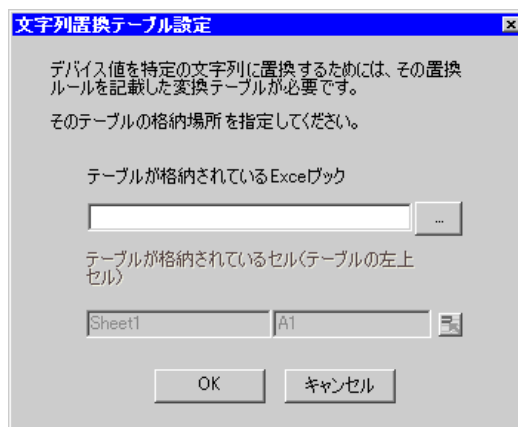 文字列置換テーブル設定
デバイス値を特定の文字列に置換するためには、その置換
ルールを記載した変換テーブルが必要です。
そのテーブルの格納場所を指定してください。
テーブルが格納されているExcelブック
...
テーブルが格納されているセル(テーブルの左上
セル)
Sheet1 A1
OK キャンセル